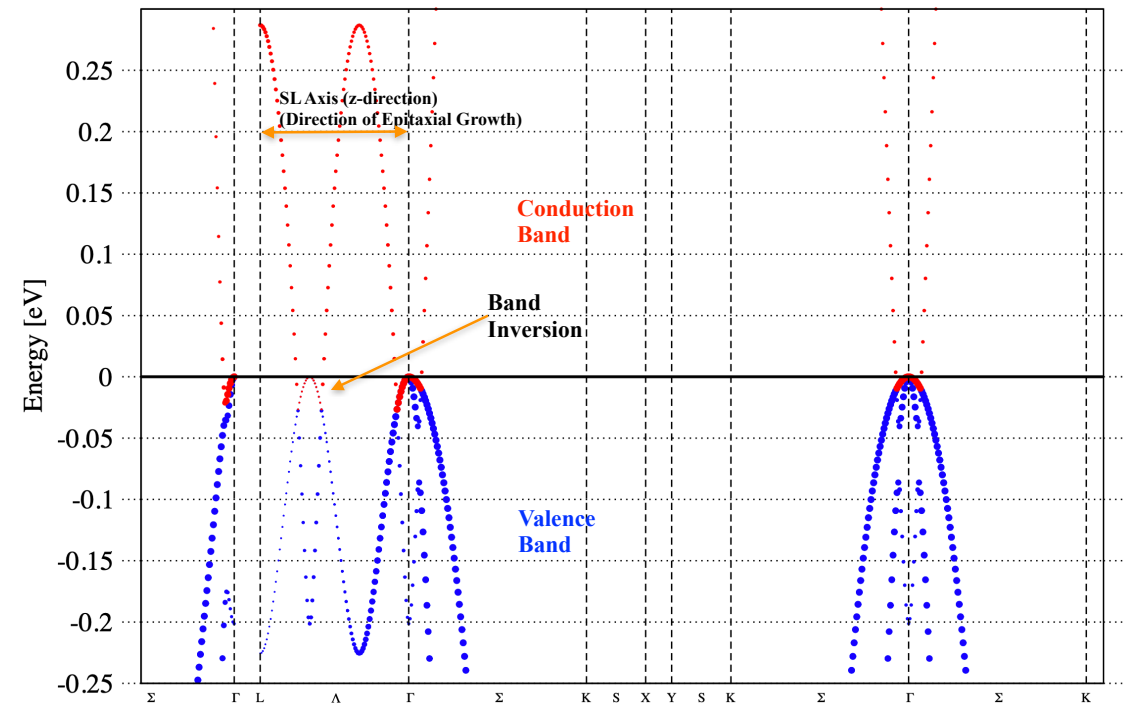 0.25
SL Axis (z-direction)
0.2
(Direction of Epitaxial Growth)
0.15
Conduction
Band
0.1
0.05
Band
Inversion
Energy [eV]
0
-0.05
-0.1
Valence
Band
-0.15
-0.2
-0.25
Σ Γ L Λ Γ Σ K S X Y S K Σ Γ Σ K